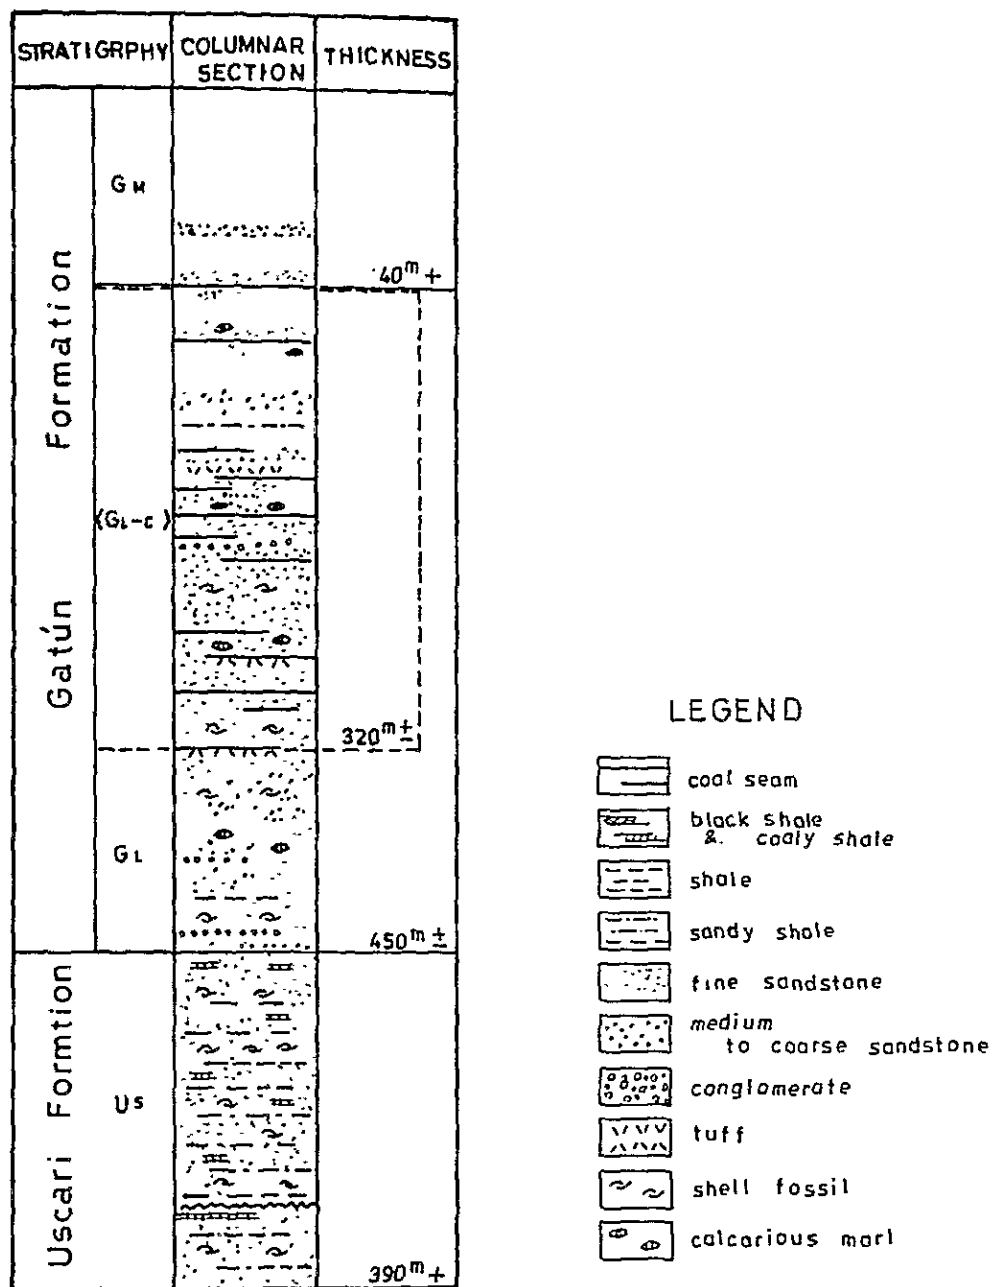 STRATIGRPHY
COLUMNAR
SECTION
THICKNESS
Gatún Formation
GM
40m+
(GL-C)
320m±
GL
450m±
Uscari Formtion
US
390m+
LEGEND
coal seam
black shale
& coaly shale
shale
sandy shale
fine sandstone
medium
to coarse sandstone
conglomerate
tuff
shell fossil
calcarious marl